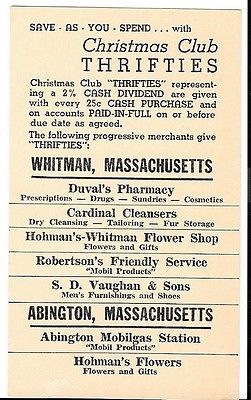 SAVE - AS - YOU - SPEND . . . with
Christmas Club
THRIFTIES
Christmas Club "THRIFTIES" represent-
ing a 2% CASH DIVIDEND are given
with every 25c CASH PURCHASE and
on accounts PAID-IN-FULL on or before
due date as agreed.
The following progressive merchants give
"THRIFTIES":
WHITMAN, MASSACHUSETTS
Duval's Pharmacy
Prescriptions — Drugs — Sundries — Cosmetics
Cardinal Cleansers
Dry Cleansing — Tailoring — Fur Storage
Hohman's-Whitman Flower Shop
Flowers and Gifts
Robertson's Friendly Service
"Mobil Products"
S. D. Vaughan & Sons
Men's Furnishings and Shoes
ABINGTON, MASSACHUSETTS
Abington Mobilgas Station
"Mobil Products"
Hohman's Flowers
Flowers and Gifts